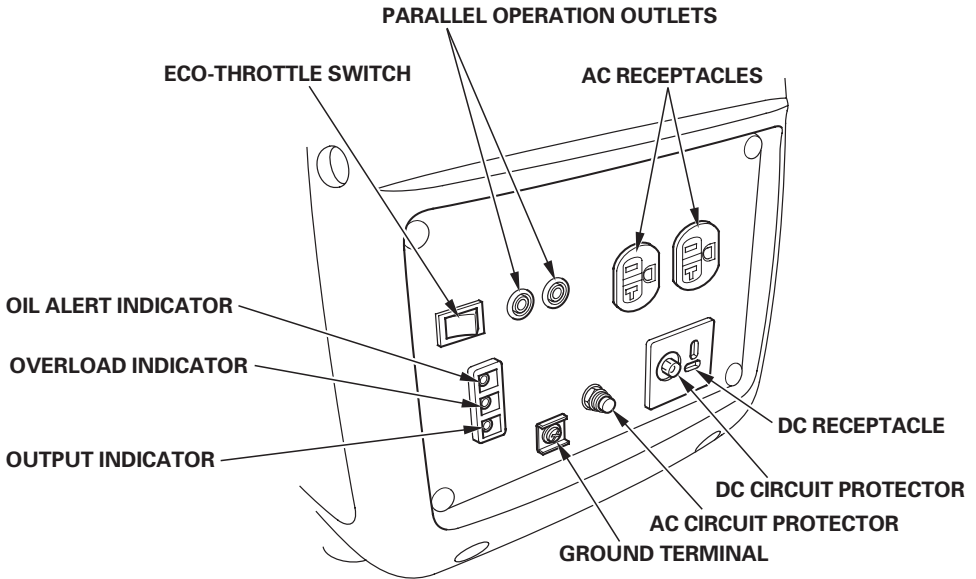 PARALLEL OPERATION OUTLETS
ECO-THROTTLE SWITCH
AC RECEPTACLES
OIL ALERT INDICATOR
OVERLOAD INDICATOR
OUTPUT INDICATOR
DC RECEPTACLE
DC CIRCUIT PROTECTOR
AC CIRCUIT PROTECTOR
GROUND TERMINAL